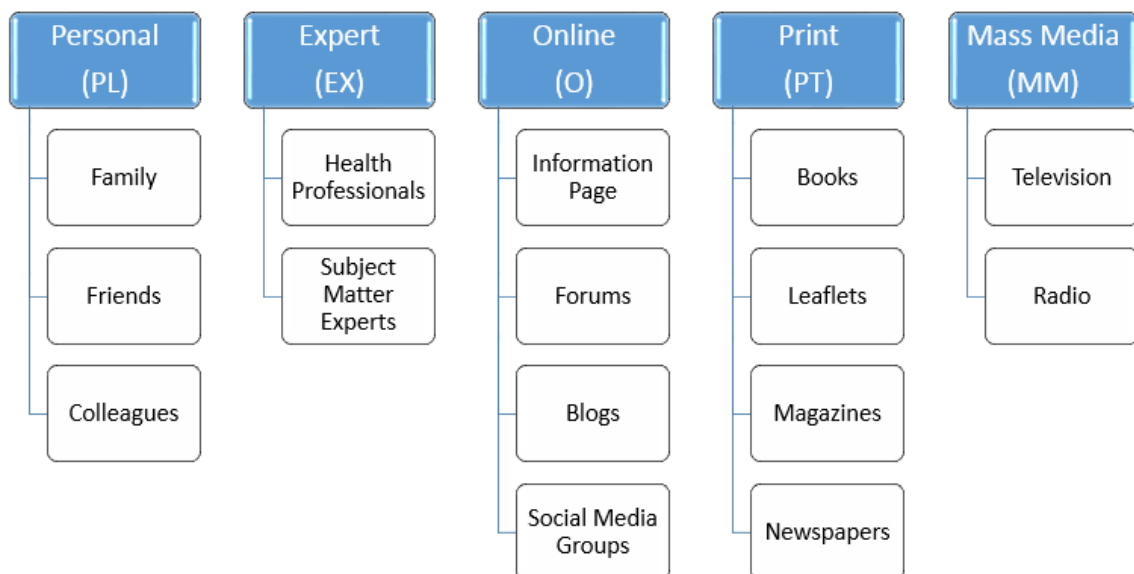 Personal
(PL)
Family
Friends
Colleagues
Expert
(EX)
Health
Professionals
Subject
Matter
Experts
Online
(O)
Information
Page
Forums
Blogs
Social Media
Groups
Print
(PT)
Books
Leaflets
Magazines
Newspapers
Mass Media
(MM)
Television
Radio